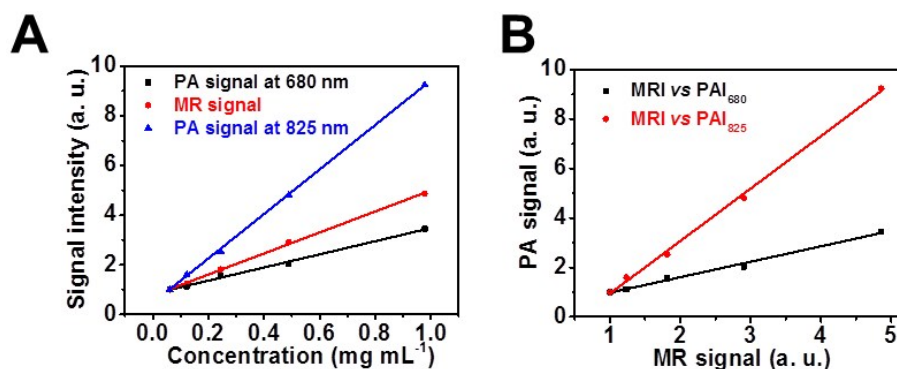 A
Signal intensity (a. u.)
10
8
6
4
2
0
PA signal at 680 nm
MR signal
PA signal at 825 nm
0.0 0.2 0.4 0.6 0.8 1.0
Concentration (mg mL⁻¹)
B
PA signal (a. u.)
10
8
6
4
2
0
MRI vs PAI₆₈₀
MRI vs PAI₈₂₅
1 2 3 4 5
MR signal (a. u.)